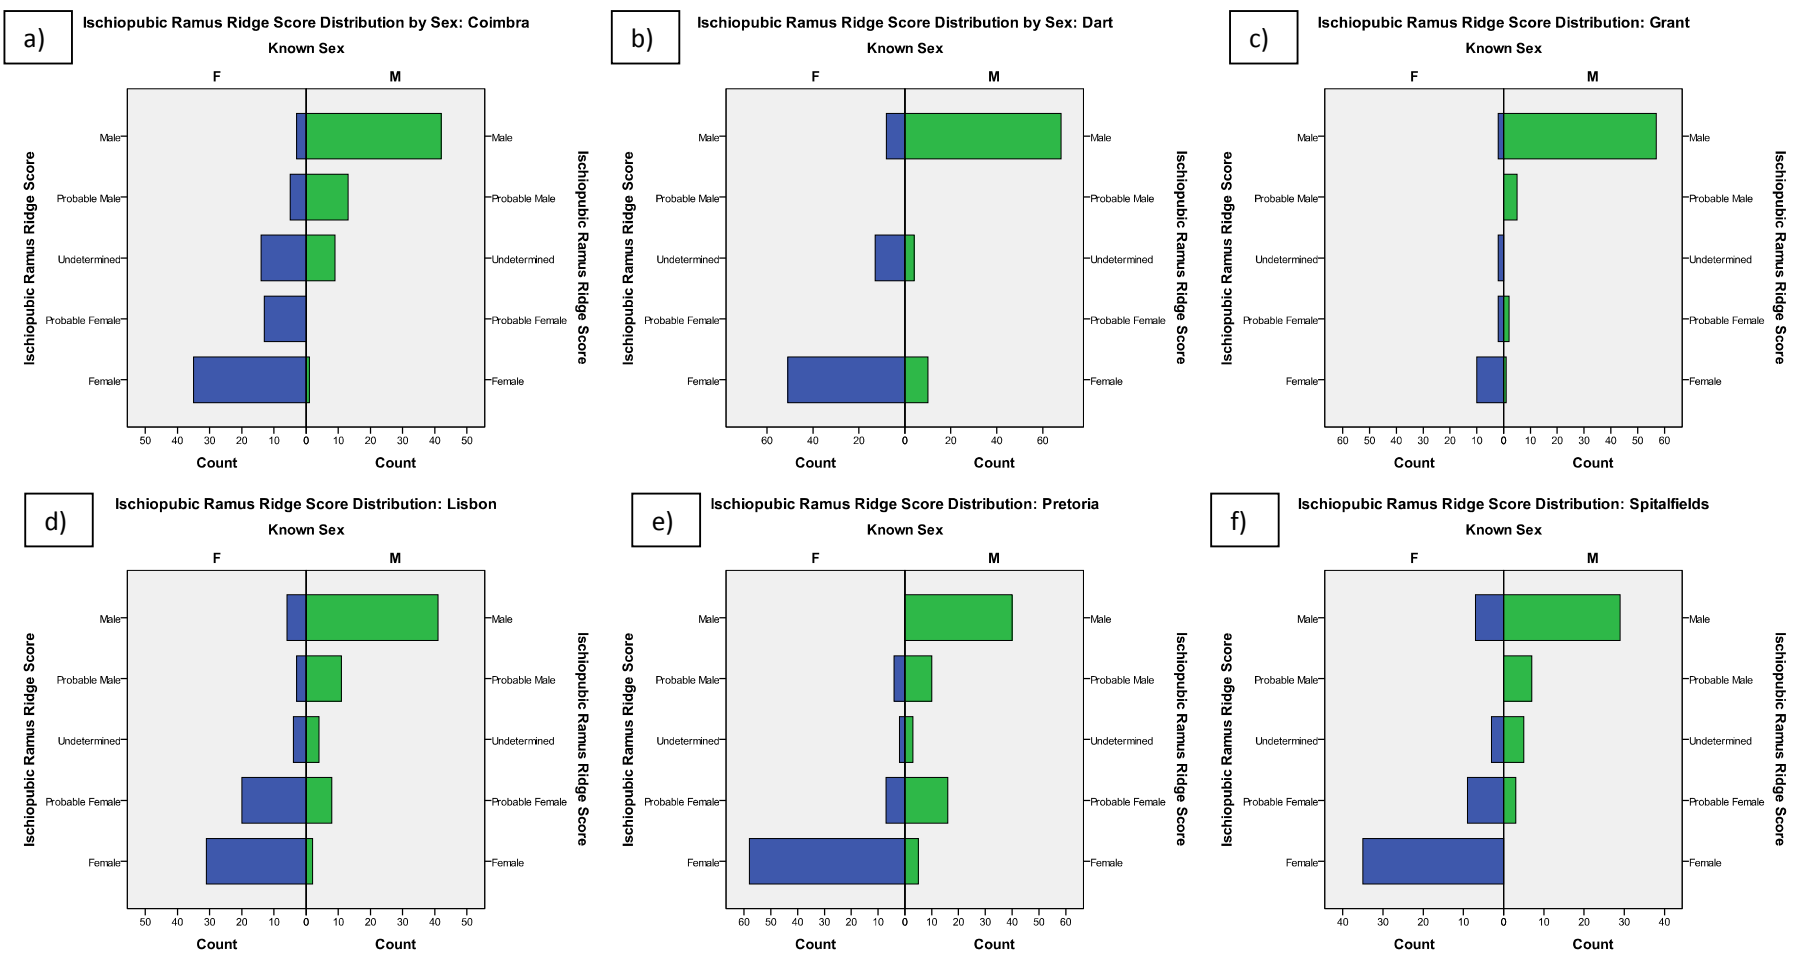 a)
Ischiopubic Ramus Ridge Score Distribution by Sex: Coimbra
Known Sex
F M
Ischiopubic Ramus Ridge Score
Male Male
Probable Male Probable Male
Undetermined Undetermined
Probable Female Probable Female
Female Female
Ischiopubic Ramus Ridge Score
50 40 30 20 10 0 10 20 30 40 50
Count Count
b)
Ischiopubic Ramus Ridge Score Distribution by Sex: Dart
Known Sex
F M
Ischiopubic Ramus Ridge Score
Male Male
Probable Male Probable Male
Undetermined Undetermined
Probable Female Probable Female
Female Female
Ischiopubic Ramus Ridge Score
60 40 20 0 20 40 60
Count Count
c)
Ischiopubic Ramus Ridge Score Distribution: Grant
Known Sex
F M
Ischiopubic Ramus Ridge Score
Male Male
Probable Male Probable Male
Undetermined Undetermined
Probable Female Probable Female
Female Female
Ischiopubic Ramus Ridge Score
60 50 40 30 20 10 0 10 20 30 40 50 60
Count Count
d)
Ischiopubic Ramus Ridge Score Distribution: Lisbon
Known Sex
F M
Ischiopubic Ramus Ridge Score
Male Male
Probable Male Probable Male
Undetermined Undetermined
Probable Female Probable Female
Female Female
Ischiopubic Ramus Ridge Score
50 40 30 20 10 0 10 20 30 40 50
Count Count
e)
Ischiopubic Ramus Ridge Score Distribution: Pretoria
Known Sex
F M
Ischiopubic Ramus Ridge Score
Male Male
Probable Male Probable Male
Undetermined Undetermined
Probable Female Probable Female
Female Female
Ischiopubic Ramus Ridge Score
60 50 40 30 20 10 0 10 20 30 40 50 60
Count Count
f)
Ischiopubic Ramus Ridge Score Distribution: Spitalfields
Known Sex
F M
Ischiopubic Ramus Ridge Score
Male Male
Probable Male Probable Male
Undetermined Undetermined
Probable Female Probable Female
Female Female
Ischiopubic Ramus Ridge Score
40 30 20 10 0 10 20 30 40
Count Count